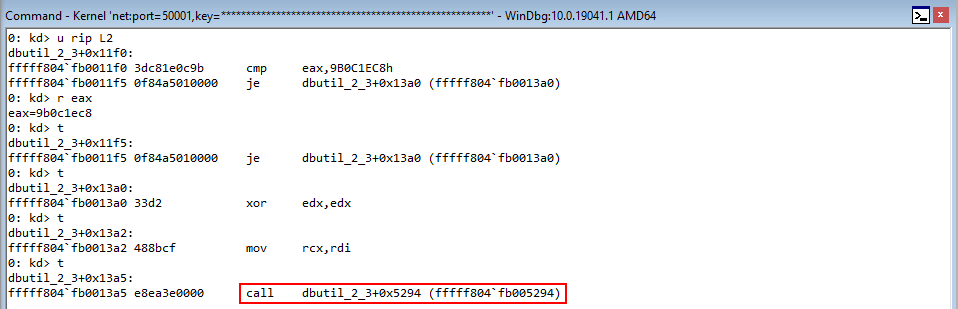 Command - Kernel 'net:port=50001,key=****************************************************' - WinDbg:10.0.19041.1 AMD64
0: kd> u rip L2
dbutil_2_3+0x11f0:
fffff804`fb0011f0 3dc81e0c9b      cmp     eax,9B0C1EC8h
fffff804`fb0011f5 0f84a5010000    je      dbutil_2_3+0x13a0 (fffff804`fb0013a0)
0: kd> r eax
eax=9b0c1ec8
0: kd> t
dbutil_2_3+0x11f5:
fffff804`fb0011f5 0f84a5010000    je      dbutil_2_3+0x13a0 (fffff804`fb0013a0)
0: kd> t
dbutil_2_3+0x13a0:
fffff804`fb0013a0 33d2            xor     edx,edx
0: kd> t
dbutil_2_3+0x13a2:
fffff804`fb0013a2 488bcf          mov     rcx,rdi
0: kd> t
dbutil_2_3+0x13a5:
fffff804`fb0013a5 e8ea3e0000      call    dbutil_2_3+0x5294 (fffff804`fb005294)